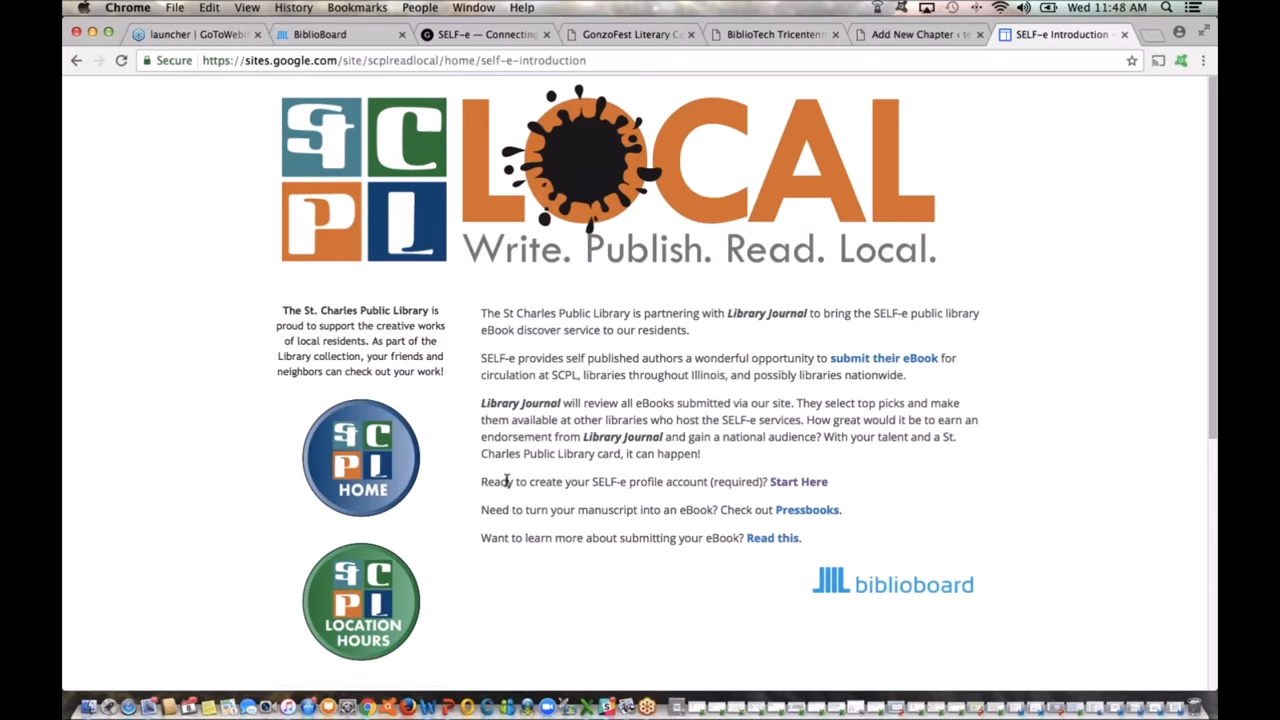 Chrome File Edit View History Bookmarks People Window Help Wed 11:48 AM
launcher | GoToWebi BiblioBoard SELF-e — Connecting GonzoFest Literary Co BiblioTech Tricentenn Add New Chapter ‹ te SELF-e Introduction -
Secure https://sites.google.com/site/scplreadlocal/home/self-e-introduction
St C
P L
LOCAL
Write. Publish. Read. Local.
The St. Charles Public Library is
proud to support the creative works
of local residents. As part of the
Library collection, your friends and
neighbors can check out your work!
St C
P L
HOME
St C
P L
LOCATION
HOURS
The St Charles Public Library is partnering with Library Journal to bring the SELF-e public library
eBook discover service to our residents.
SELF-e provides self published authors a wonderful opportunity to submit their eBook for
circulation at SCPL, libraries throughout Illinois, and possibly libraries nationwide.
Library Journal will review all eBooks submitted via our site. They select top picks and make
them available at other libraries who host the SELF-e services. How great would it be to earn an
endorsement from Library Journal and gain a national audience? With your talent and a St.
Charles Public Library card, it can happen!
Ready to create your SELF-e profile account (required)? Start Here
Need to turn your manuscript into an eBook? Check out Pressbooks.
Want to learn more about submitting your eBook? Read this.
biblioboard